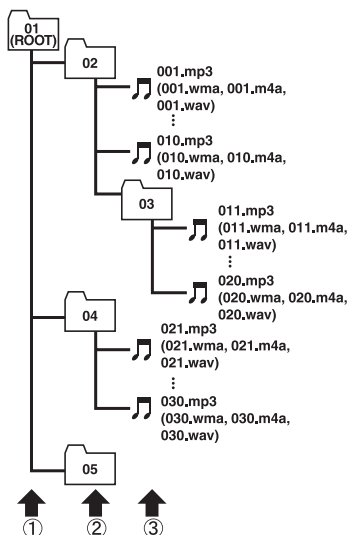 01
(ROOT)
02
001.mp3
(001.wma, 001.m4a,
001.wav)
⋮
010.mp3
(010.wma, 010.m4a,
010.wav)
03
011.mp3
(011.wma, 011.m4a,
011.wav)
⋮
020.mp3
(020.wma, 020.m4a,
020.wav)
04
021.mp3
(021.wma, 021.m4a,
021.wav)
⋮
030.mp3
(030.wma, 030.m4a,
030.wav)
05
① ② ③